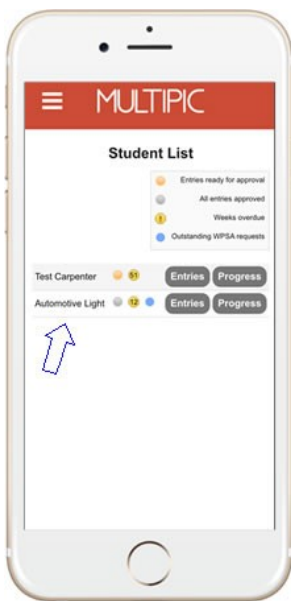 MULTIPIC
Student List
Entries ready for approval
All entries approved
! Weeks overdue
Outstanding WPSA requests
Test Carpenter 51 Entries Progress
Automotive Light 12 Entries Progress